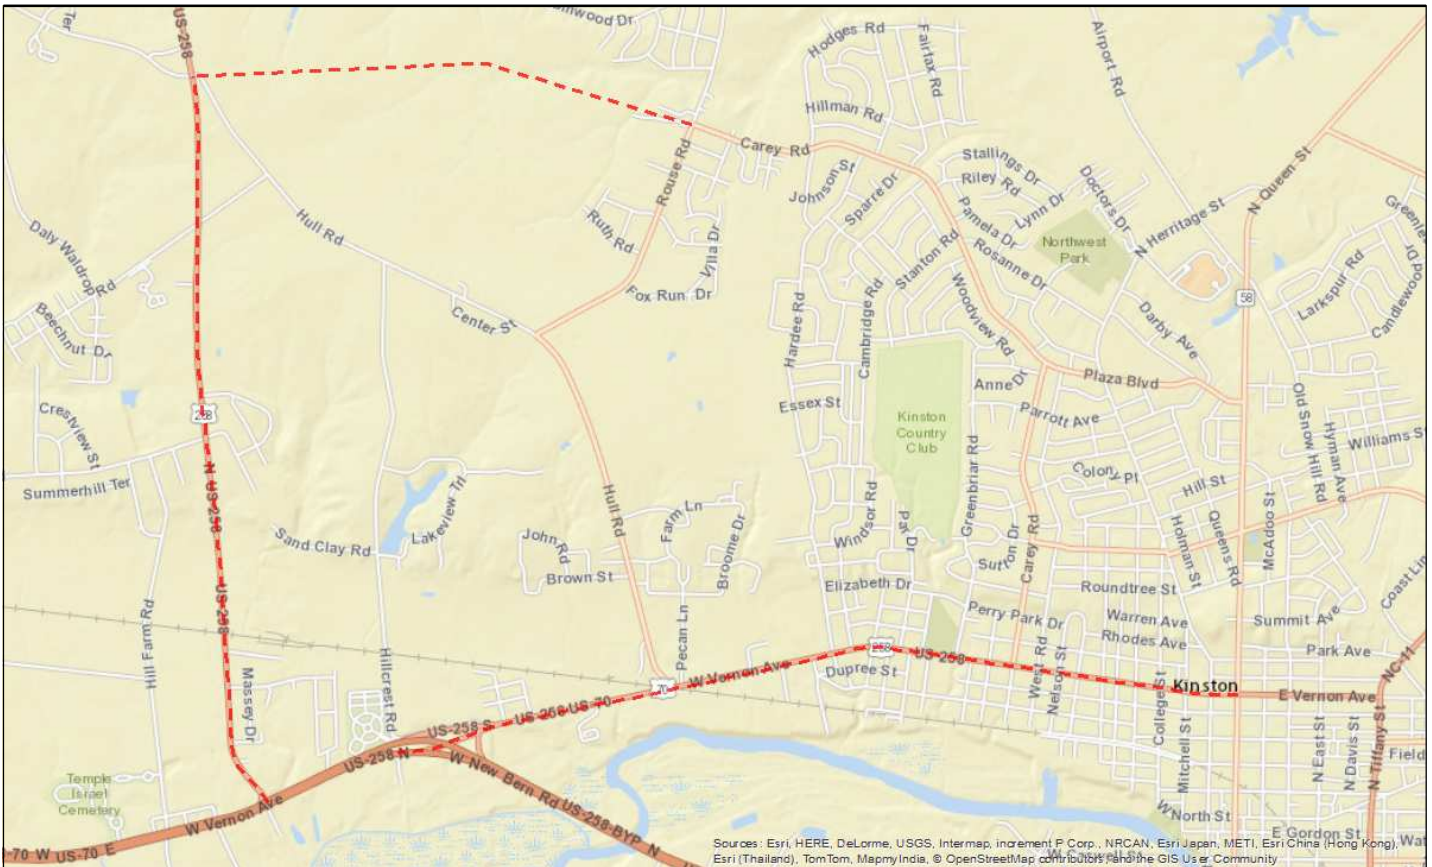 US-258
Ter
Hodges Rd
Fairfax Rd
Airport Rd
Hillman Rd
Carey Rd
Rouse Rd
Stallings Dr
Riley Rd
Doctors Dr
N Queen St
Johnson St
Sparre Dr
Lynn Dr
Pamela Dr
N Herritage St
Hull Rd
Ruth Rd
Villa Dr
Stanton Rd
Northwest
Park
Rosanne Dr
Daly Waldrop Rd
Larkspur Rd
Candlewood Dr
Fox Run Dr
Woodview Rd
58
Beechnut Dr
Center St
Hardee Rd
Cambridge Rd
Darby Ave
Plaza Blvd
Anne Dr
Essex St
Parrott Ave
258
Crestview St
Kinston
Country
Club
Old Snow Hill Rd
Hyman Ave
Williams St
Summerhill Ter
N US-258
Colony Pt
Hill St
Greenbriar Rd
Lakeview Trl
Hull Rd
Farm Ln
Windsor Rd
Par Dr
Holman St
Queens Rd
McAdoo St
Sand Clay Rd
John Rd
Broome Dr
Sutton Dr
Carey Rd
Brown St
Elizabeth Dr
Roundtree St
Coast Lin
US-258
Perry Park Dr
Warren Ave
Summit Ave
Hill Farm Rd
Pecan Ln
Rhodes Ave
Park Ave
Hillcrest Rd
258
US-258
West Rd
Nelson St
NC-11
Massey Dr
70
W Vernon Ave
Dupree St
Kinston
E Vernon Ave
College St
US-258 S
US-258-US-70
Mitchell St
N East St
N Davis St
N Tiffany St
US-258 N
W New Bern Rd
US-258-BYP N
Field
Temple
Israel
Cemetery
W Vernon Ave
W North St
E Gordon St
Wat
-70 W
US-70 E
W Caswell St
Sources: Esri, HERE, DeLorme, USGS, Intermap, increment P Corp., NRCAN, Esri Japan, METI, Esri China (Hong Kong),
Esri (Thailand), TomTom, MapmyIndia, © OpenStreetMap contributors, and the GIS User Community